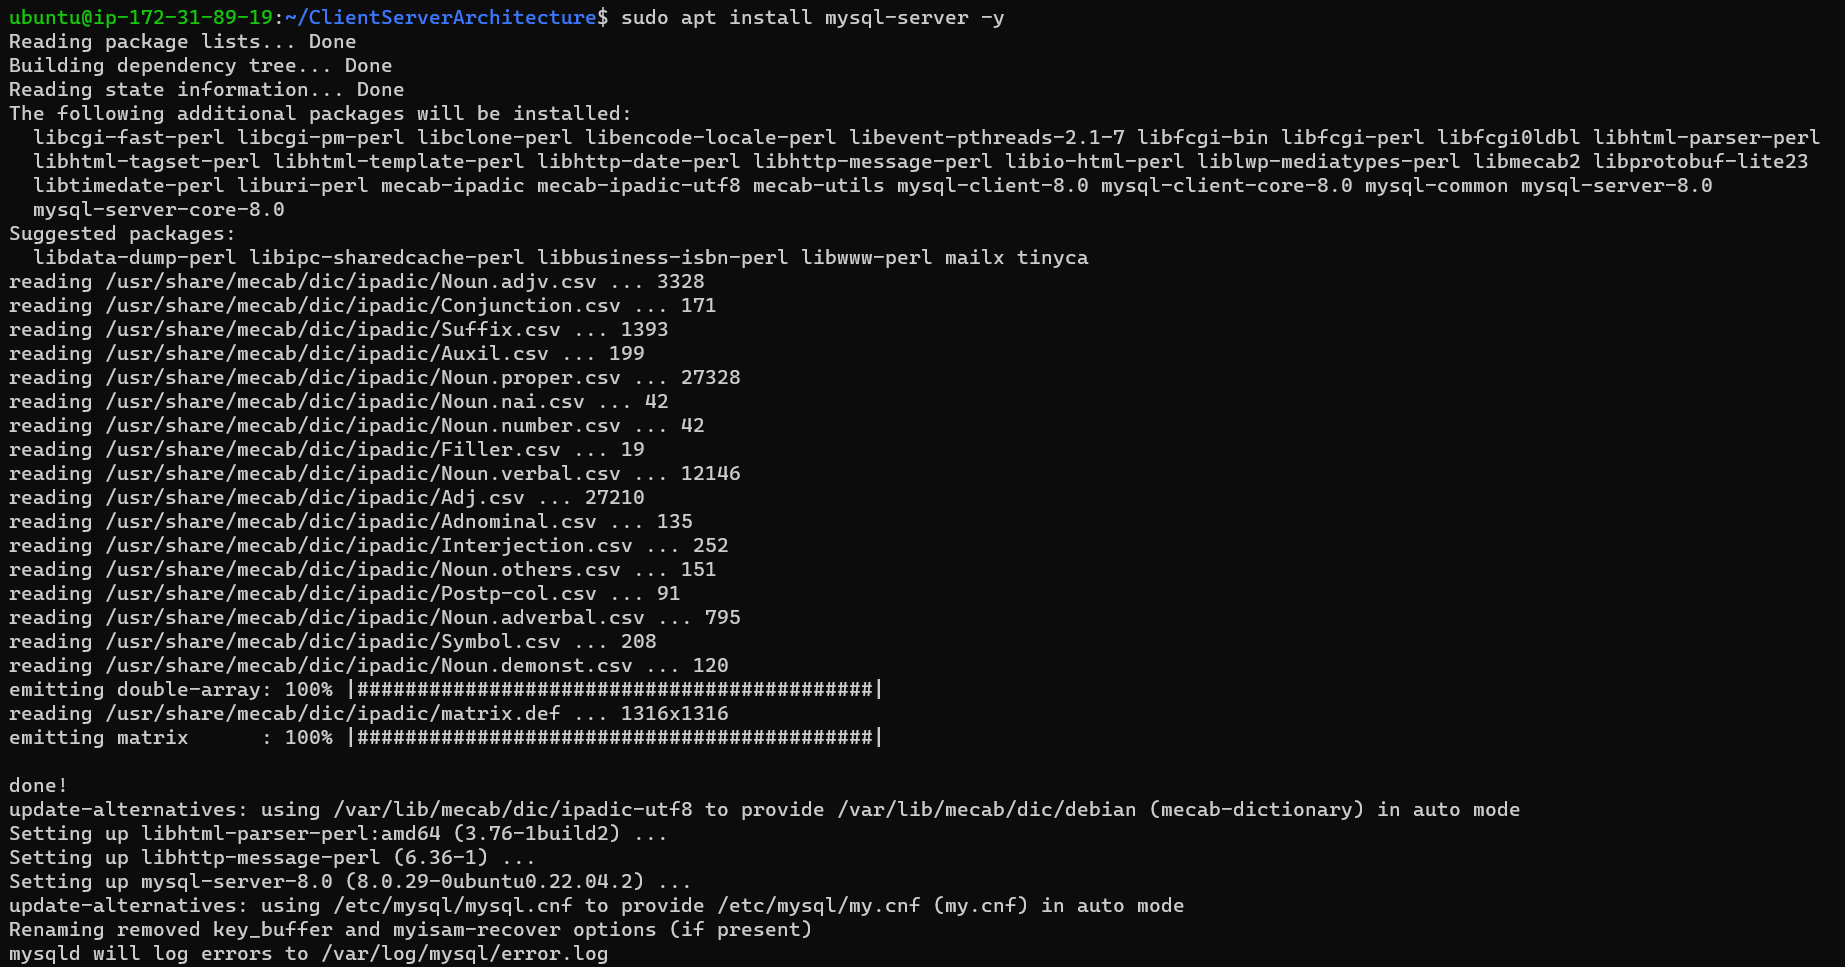 ubuntu@ip-172-31-89-19:~/ClientServerArchitecture$ sudo apt install mysql-server -y
Reading package lists... Done
Building dependency tree... Done
Reading state information... Done
The following additional packages will be installed:
  libcgi-fast-perl libcgi-pm-perl libclone-perl libencode-locale-perl libevent-pthreads-2.1-7 libfcgi-bin libfcgi-perl libfcgi0ldbl libhtml-parser-perl
  libhtml-tagset-perl libhtml-template-perl libhttp-date-perl libhttp-message-perl libio-html-perl liblwp-mediatypes-perl libmecab2 libprotobuf-lite23
  libtimedate-perl liburi-perl mecab-ipadic mecab-ipadic-utf8 mecab-utils mysql-client-8.0 mysql-client-core-8.0 mysql-common mysql-server-8.0
  mysql-server-core-8.0
Suggested packages:
  libdata-dump-perl libipc-sharedcache-perl libbusiness-isbn-perl libwww-perl mailx tinyca
reading /usr/share/mecab/dic/ipadic/Noun.adjv.csv ... 3328
reading /usr/share/mecab/dic/ipadic/Conjunction.csv ... 171
reading /usr/share/mecab/dic/ipadic/Suffix.csv ... 1393
reading /usr/share/mecab/dic/ipadic/Auxil.csv ... 199
reading /usr/share/mecab/dic/ipadic/Noun.proper.csv ... 27328
reading /usr/share/mecab/dic/ipadic/Noun.nai.csv ... 42
reading /usr/share/mecab/dic/ipadic/Noun.number.csv ... 42
reading /usr/share/mecab/dic/ipadic/Filler.csv ... 19
reading /usr/share/mecab/dic/ipadic/Noun.verbal.csv ... 12146
reading /usr/share/mecab/dic/ipadic/Adj.csv ... 27210
reading /usr/share/mecab/dic/ipadic/Adnominal.csv ... 135
reading /usr/share/mecab/dic/ipadic/Interjection.csv ... 252
reading /usr/share/mecab/dic/ipadic/Noun.others.csv ... 151
reading /usr/share/mecab/dic/ipadic/Postp-col.csv ... 91
reading /usr/share/mecab/dic/ipadic/Noun.adverbal.csv ... 795
reading /usr/share/mecab/dic/ipadic/Symbol.csv ... 208
reading /usr/share/mecab/dic/ipadic/Noun.demonst.csv ... 120
emitting double-array: 100% |###########################################|
reading /usr/share/mecab/dic/ipadic/matrix.def ... 1316x1316
emitting matrix      : 100% |###########################################|

done!
update-alternatives: using /var/lib/mecab/dic/ipadic-utf8 to provide /var/lib/mecab/dic/debian (mecab-dictionary) in auto mode
Setting up libhtml-parser-perl:amd64 (3.76-1build2) ...
Setting up libhttp-message-perl (6.36-1) ...
Setting up mysql-server-8.0 (8.0.29-0ubuntu0.22.04.2) ...
update-alternatives: using /etc/mysql/mysql.cnf to provide /etc/mysql/my.cnf (my.cnf) in auto mode
Renaming removed key_buffer and myisam-recover options (if present)
mysqld will log errors to /var/log/mysql/error.log